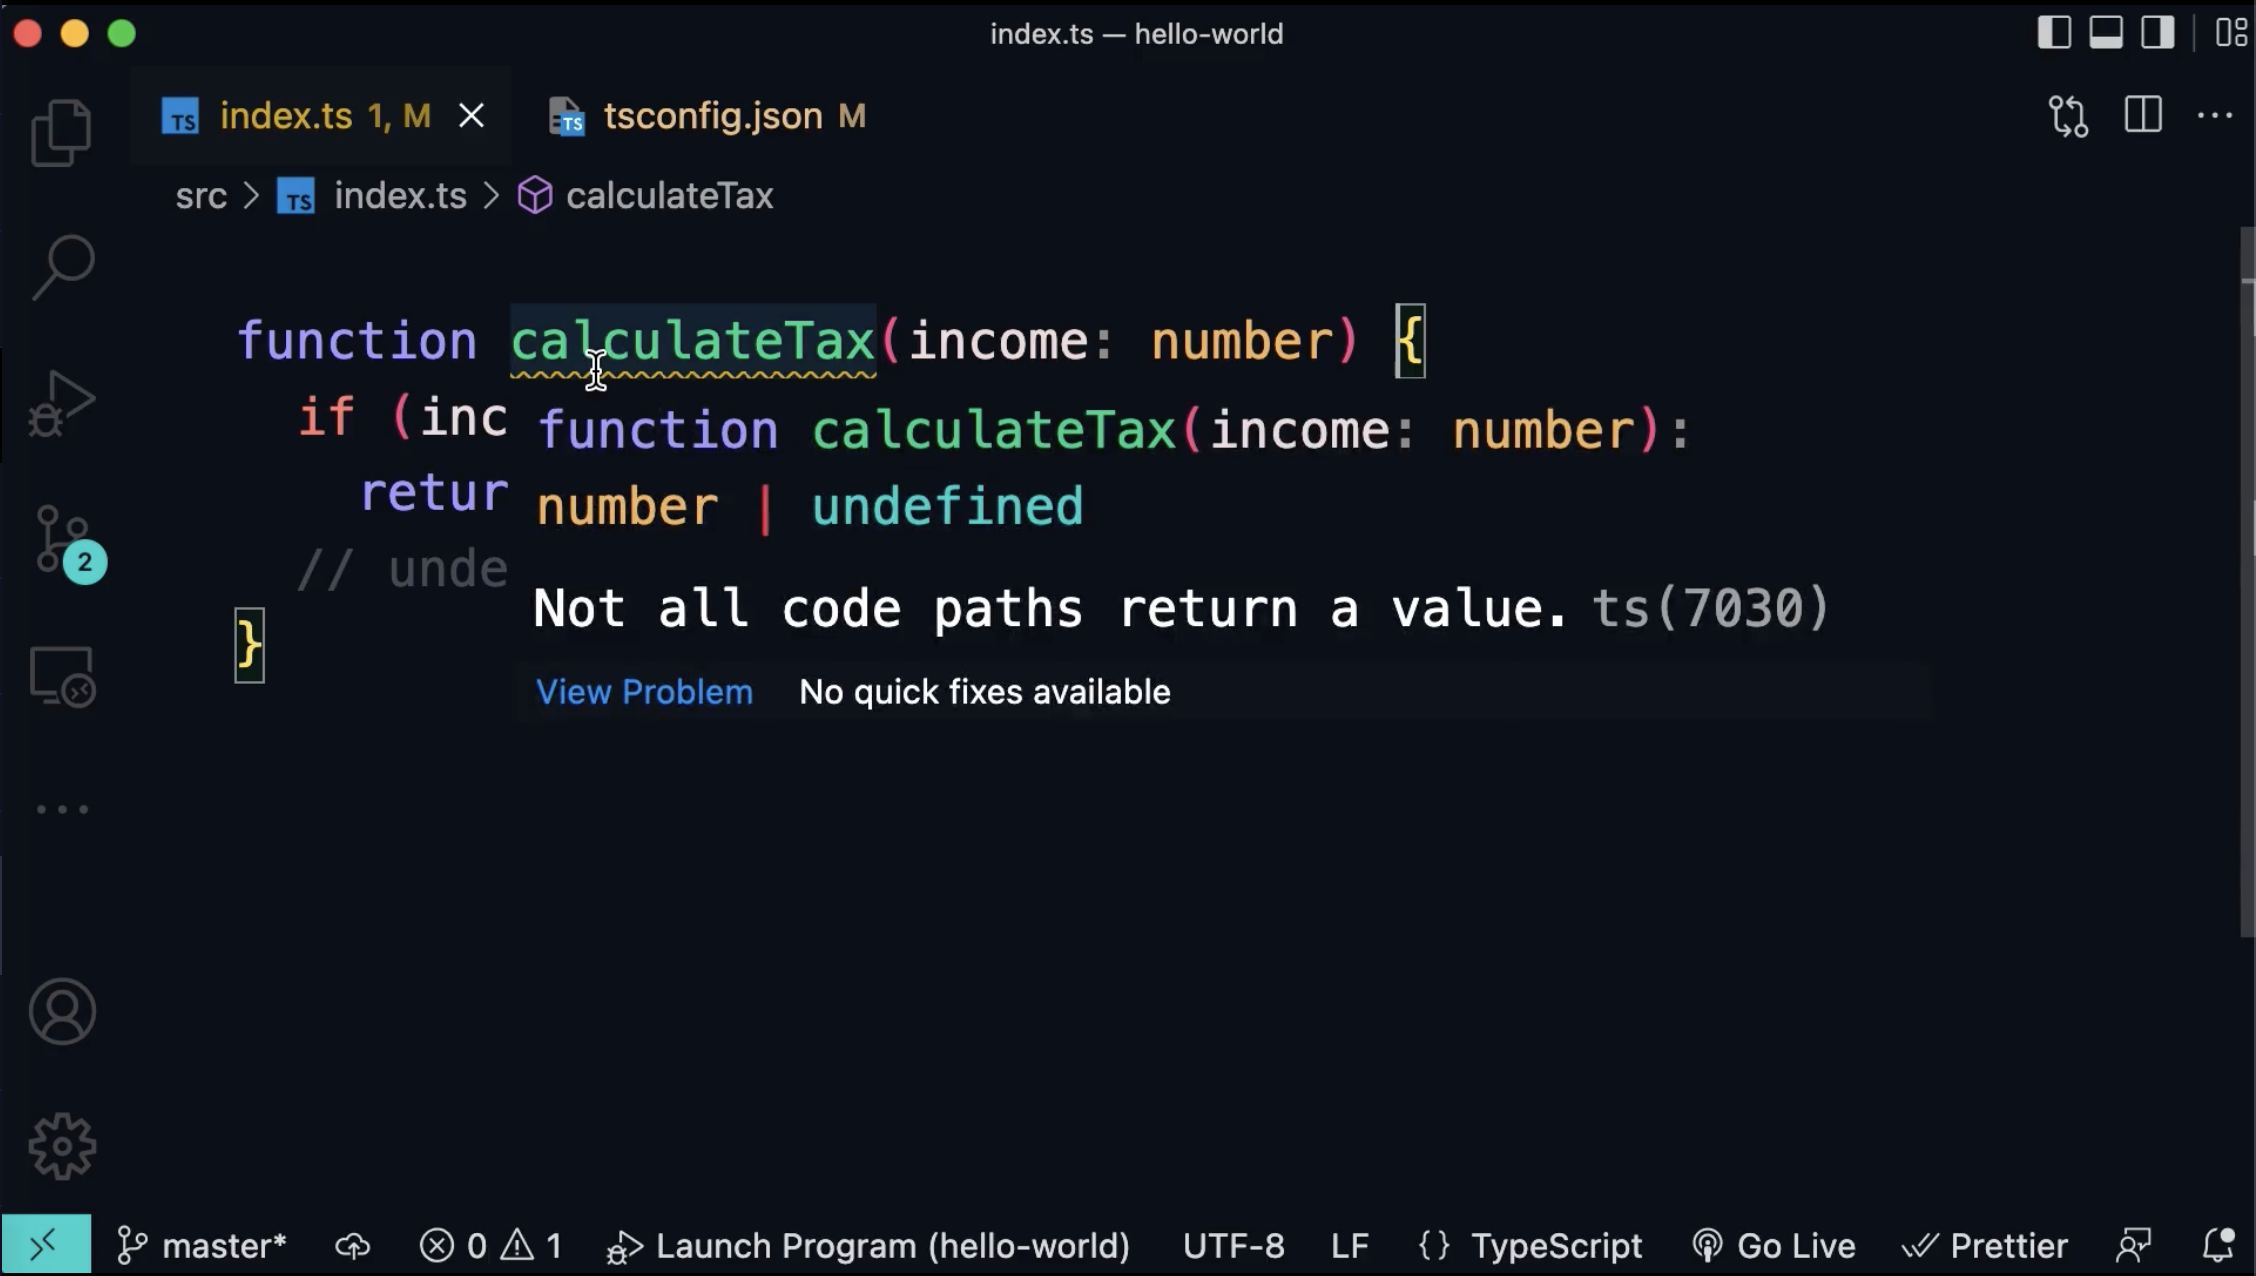 index.ts — hello-world
index.ts 1, M
tsconfig.json M
src > index.ts > calculateTax
function calculateTax(income: number) {
if (inc
retur
// unde
}
function calculateTax(income: number):
number | undefined
Not all code paths return a value. ts(7030)
View Problem No quick fixes available
2
master* 0 1 Launch Program (hello-world) UTF-8 LF {} TypeScript Go Live Prettier